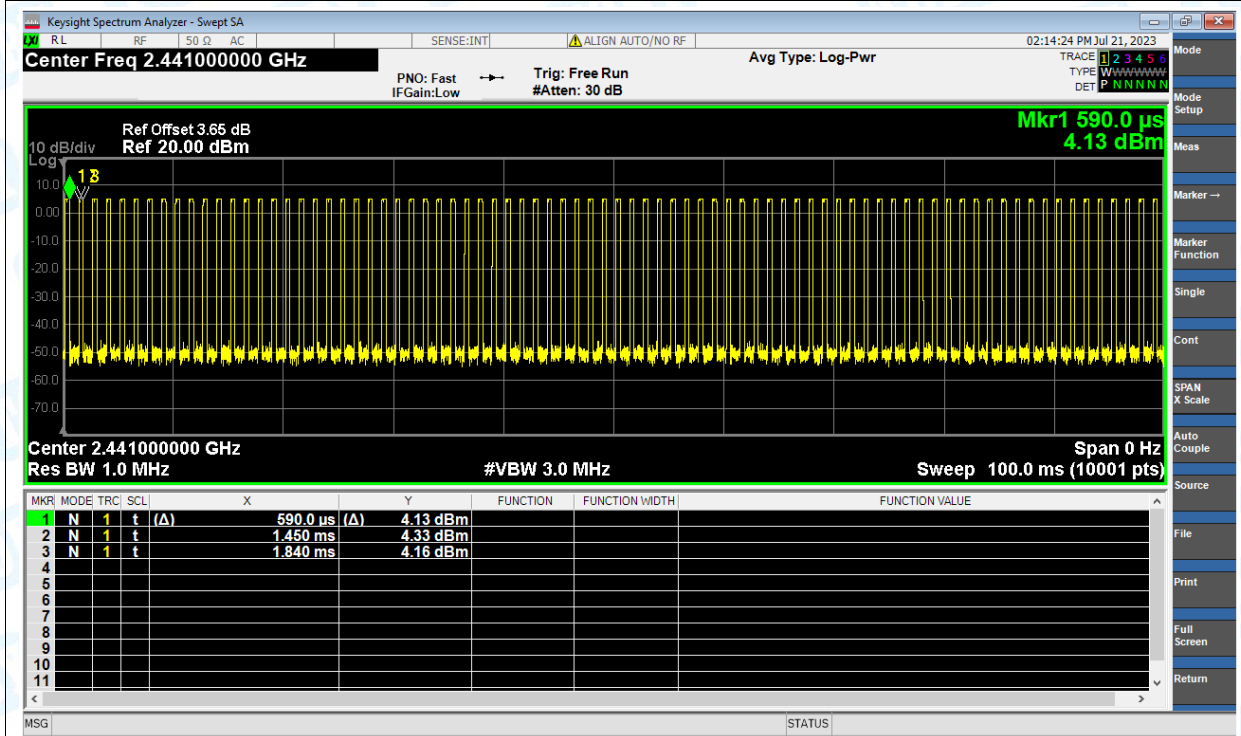 Keysight Spectrum Analyzer - Swept SA
LXI RL RF 50 Ω AC SENSE:INT ALIGN AUTO/NO RF 02:14:24 PM Jul 21, 2023
Center Freq 2.441000000 GHz
PNO: Fast
IFGain:Low
Trig: Free Run
#Atten: 30 dB
Avg Type: Log-Pwr
TRACE 1 2 3 4 5 6
TYPE WWWWWW
DET P N N N N N
Ref Offset 3.65 dB
Ref 20.00 dBm
10 dB/div
Log
Mkr1 590.0 µs
4.13 dBm
10.0
0.00
-10.0
-20.0
-30.0
-40.0
-50.0
-60.0
-70.0
1 3
Center 2.441000000 GHz Span 0 Hz
Res BW 1.0 MHz #VBW 3.0 MHz Sweep 100.0 ms (10001 pts)
MKR MODE TRC SCL X Y FUNCTION FUNCTION WIDTH FUNCTION VALUE
1 N 1 t (Δ) 590.0 µs (Δ) 4.13 dBm
2 N 1 t 1.450 ms 4.33 dBm
3 N 1 t 1.840 ms 4.16 dBm
4
5
6
7
8
9
10
11
MSG STATUS
Mode
Mode
Setup
Meas
Marker →
Marker
Function
Single
Cont
SPAN
X Scale
Auto
Couple
Source
File
Print
Full
Screen
Return